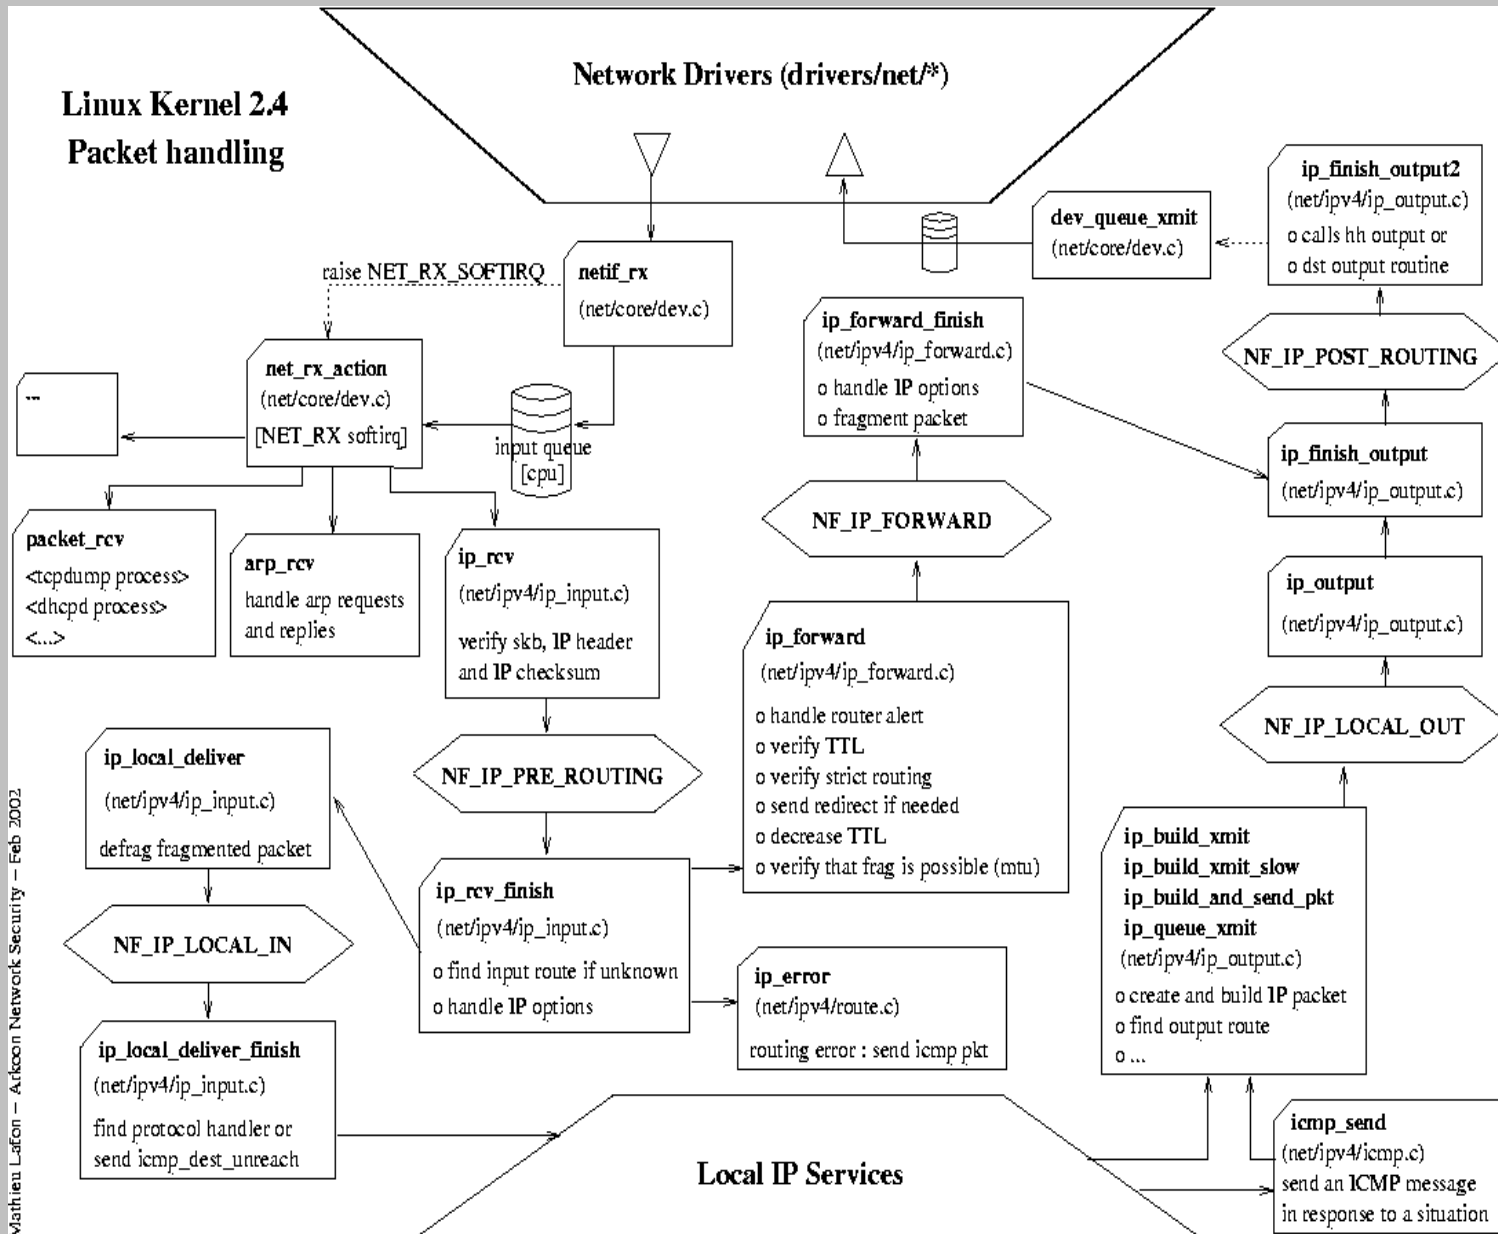 Linux Kernel 2.4
Packet handling
Network Drivers (drivers/net/*)
ip_finish_output2
(net/ipv4/ip_output.c)
o calls hh output or
o dst output routine
dev_queue_xmit
(net/core/dev.c)
raise NET_RX_SOFTIRQ
netif_rx
(net/core/dev.c)
ip_forward_finish
(net/ipv4/ip_forward.c)
o handle IP options
o fragment packet
NF_IP_POST_ROUTING
net_rx_action
(net/core/dev.c)
[NET_RX softirq]
...
input queue
[cpu]
ip_finish_output
(net/ipv4/ip_output.c)
NF_IP_FORWARD
packet_rcv
<tcpdump process>
<dhcpd process>
<...>
arp_rcv
handle arp requests
and replies
ip_rcv
(net/ipv4/ip_input.c)
verify skb, IP header
and IP checksum
ip_output
(net/ipv4/ip_output.c)
ip_forward
(net/ipv4/ip_forward.c)
o handle router alert
o verify TTL
o verify strict routing
o send redirect if needed
o decrease TTL
o verify that frag is possible (mtu)
NF_IP_LOCAL_OUT
ip_local_deliver
(net/ipv4/ip_input.c)
defrag fragmented packet
NF_IP_PRE_ROUTING
ip_build_xmit
ip_build_xmit_slow
ip_build_and_send_pkt
ip_queue_xmit
(net/ipv4/ip_output.c)
o create and build IP packet
o find output route
o ...
NF_IP_LOCAL_IN
ip_rcv_finish
(net/ipv4/ip_input.c)
o find input route if unknown
o handle IP options
ip_error
(net/ipv4/route.c)
routing error : send icmp pkt
ip_local_deliver_finish
(net/ipv4/ip_input.c)
find protocol handler or
send icmp_dest_unreach
Local IP Services
icmp_send
(net/ipv4/icmp.c)
send an ICMP message
in response to a situation
Mathieu Lafon – Arkoon Network Security – Feb 2002